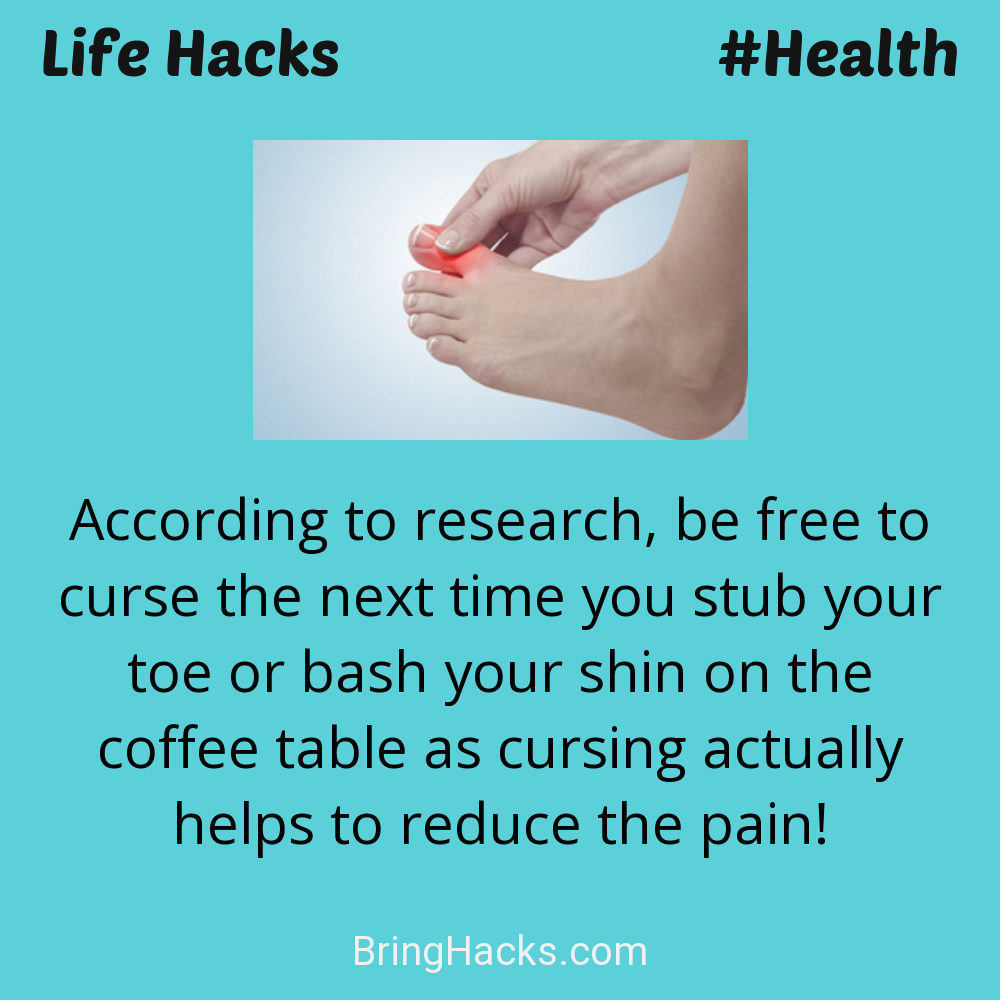 Life Hacks #Health
According to research, be free to
curse the next time you stub your
toe or bash your shin on the
coffee table as cursing actually
helps to reduce the pain!
BringHacks.com